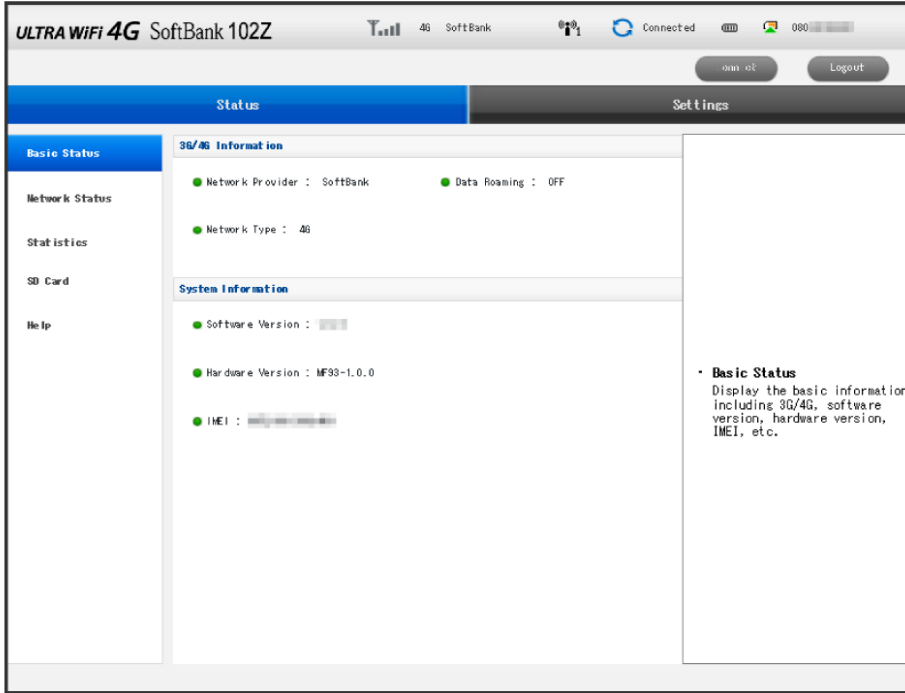 ULTRA WiFi 4G SoftBank 102Z
4G SoftBank
1
Connected
080
Logout
Status
Settings
Basic Status
Network Status
Statistics
SD Card
Help
3G/4G Information
Network Provider : SoftBank
Data Roaming : OFF
Network Type : 4G
System Information
Software Version :
Hardware Version : MF93-1.0.0
IMEI :
・ Basic Status
Display the basic information
including 3G/4G, software
version, hardware version,
IMEI, etc.